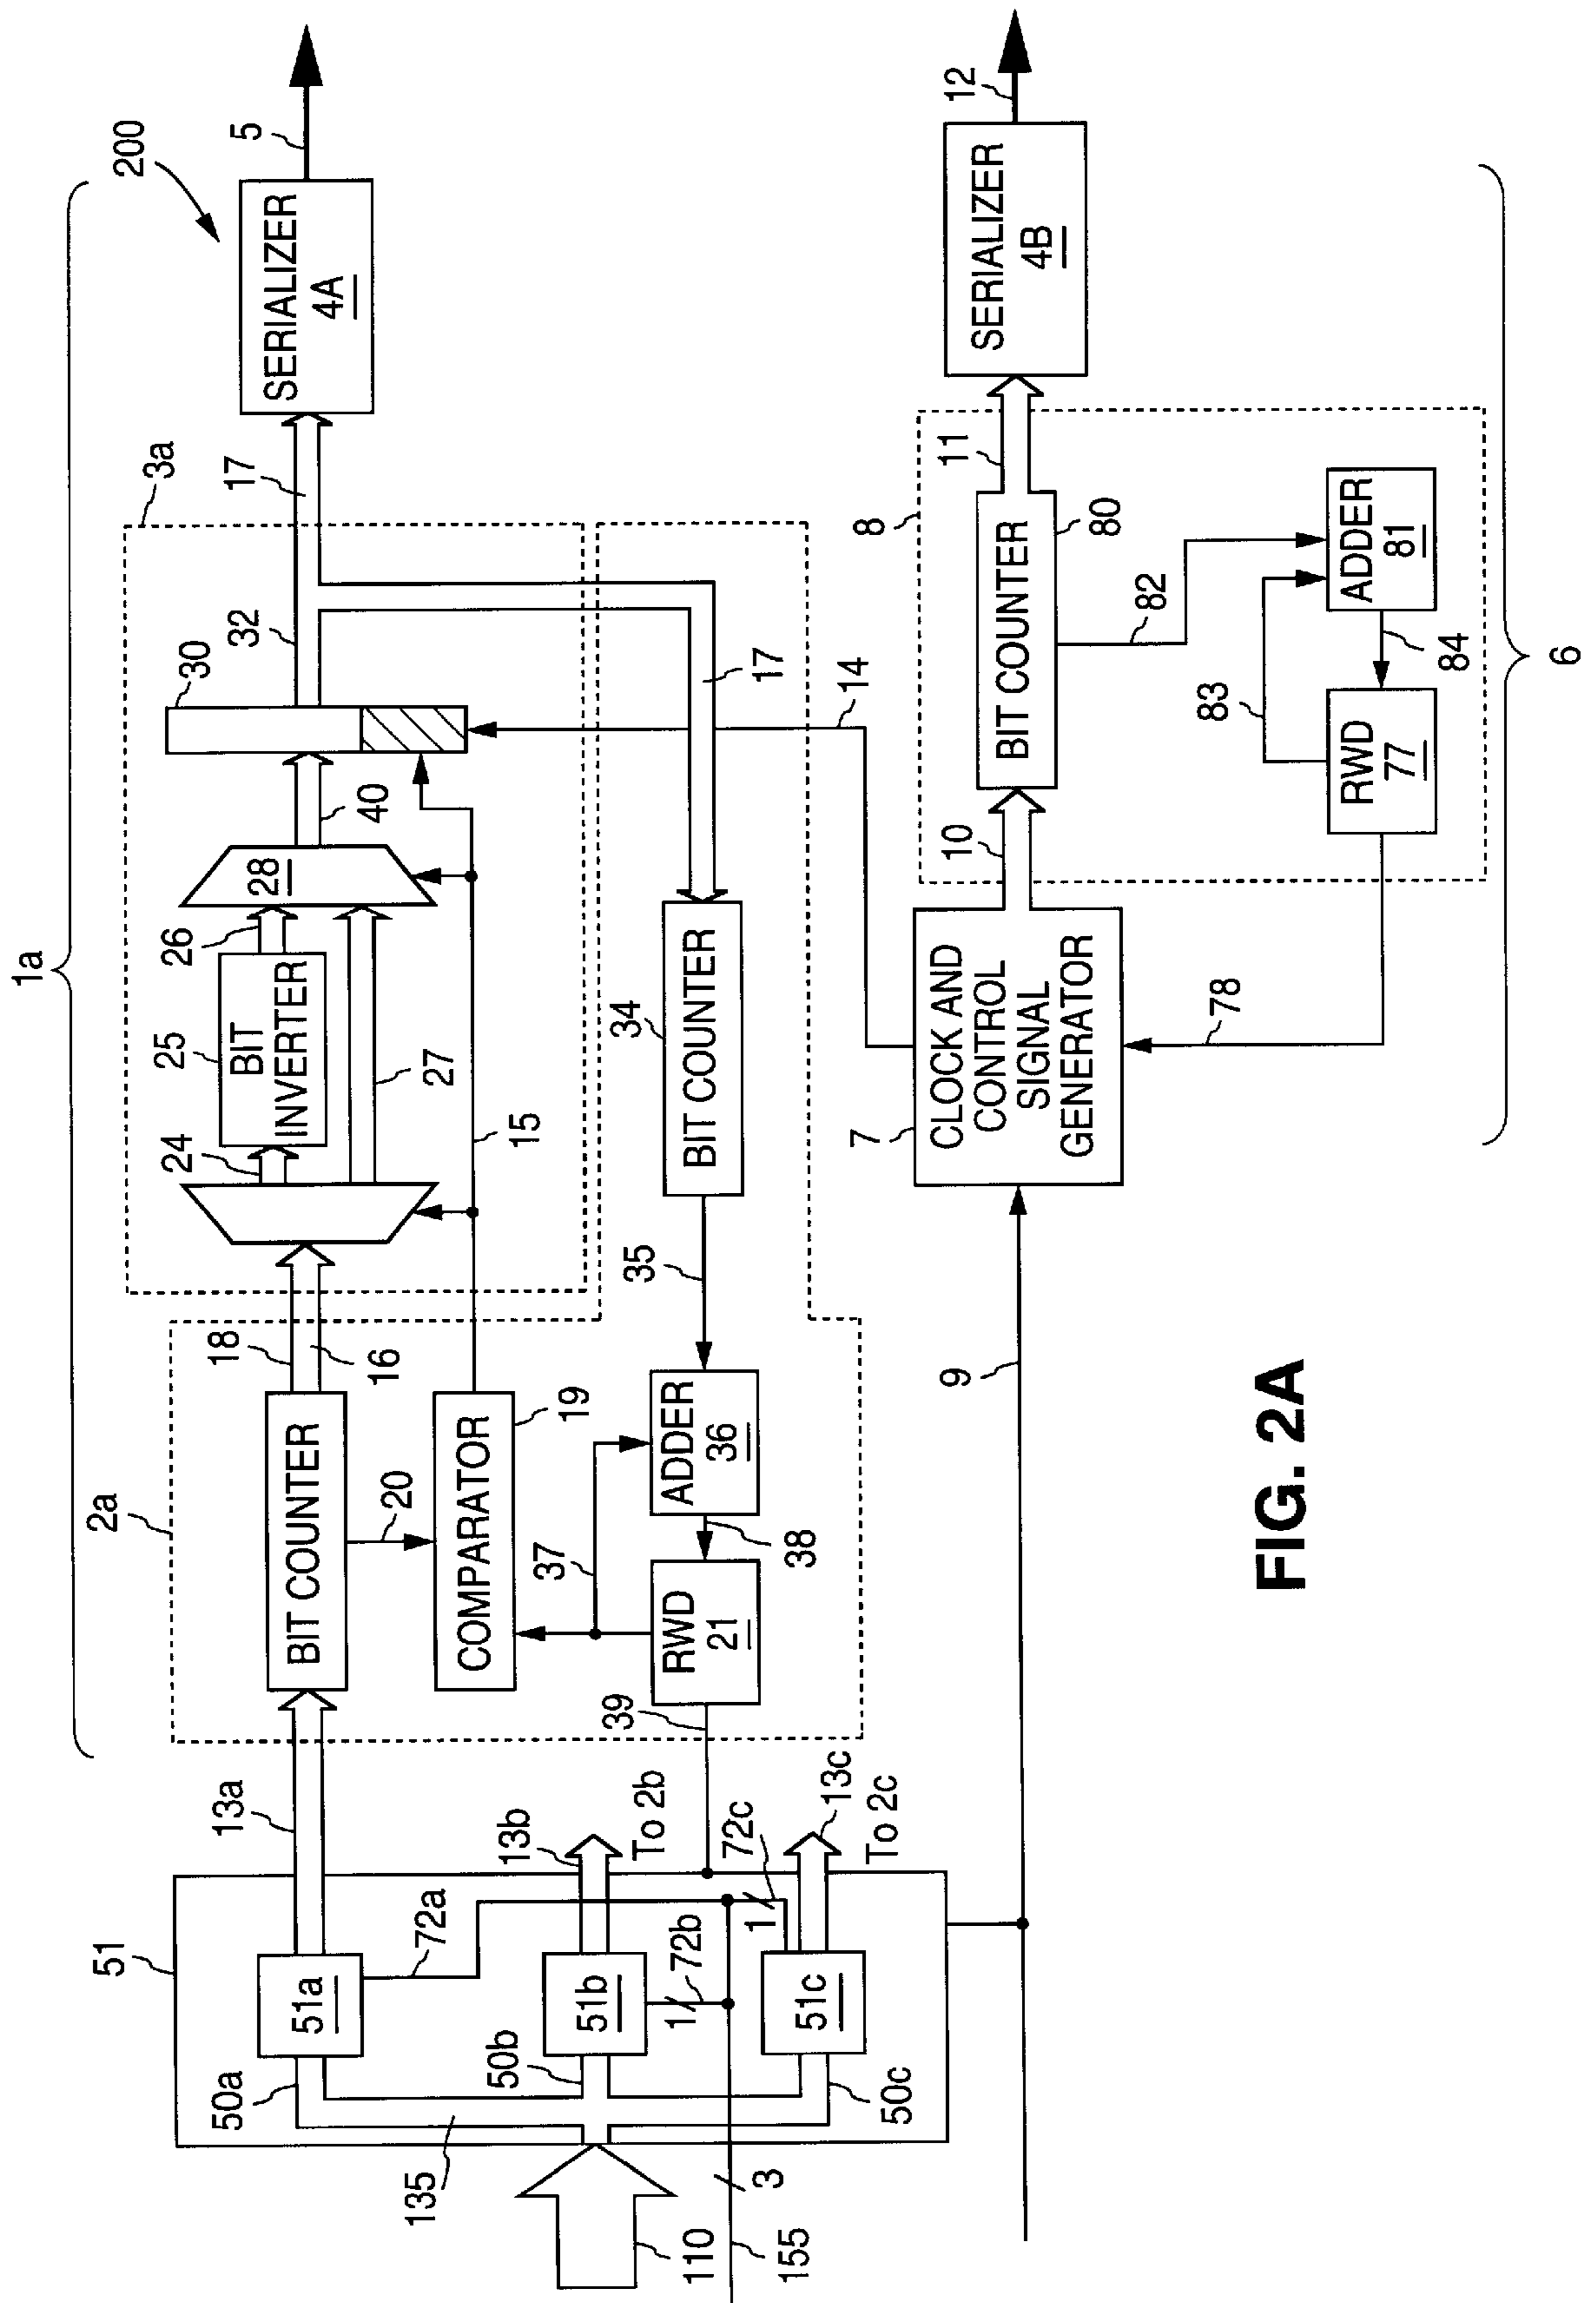 1a
200
51
13a
2a
18
16
3a
24
25
26
28
40
30
32
17
5
50a
51a
72a
BIT COUNTER
BIT
INVERTER
27
SERIALIZER
4A
135
20
COMPARATOR
19
15
13b
To 2b
50b
51b
1
72b
39
RWD
21
37
38
ADDER
36
35
34
BIT COUNTER
17
14
110
155
3
50c
51c
1
72c
13c
To 2c
9
7
CLOCK AND
CONTROL
SIGNAL
GENERATOR
10
8
BIT COUNTER
80
11
SERIALIZER
4B
12
78
82
83
RWD
77
84
ADDER
81
6
FIG. 2A